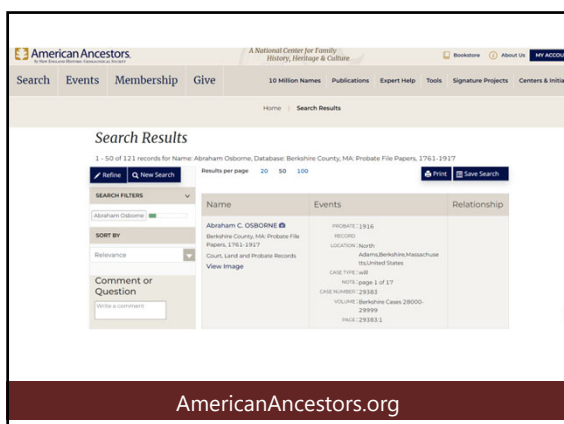 American Ancestors
By New England Historic Genealogical Society
A National Center for Family
History, Heritage & Culture
Bookstore
About Us
MY ACCOU
Search Events Membership Give
10 Million Names Publications Expert Help Tools Signature Projects Centers & Initia
Home Search Results
Search Results
1 - 50 of 121 records for Name: Abraham Osborne, Database: Berkshire County, MA: Probate File Papers, 1761-1917
Refine
New Search
Results per page 20 50 100
Print
Save Search
SEARCH FILTERS
Abraham Osborne
SORT BY
Relevance
Comment or
Question
Write a comment
Name Events Relationship
Abraham C. OSBORNE
Berkshire County, MA: Probate File
Papers, 1761-1917
Court, Land and Probate Records
View Image
PROBATE: 1916
RECORD
LOCATION: North
Adams,Berkshire,Massachuse
tts,United States
CASE TYPE: will
NOTE: page 1 of 17
CASE NUMBER: 29383
VOLUME: Berkshire Cases 28000-
29999
PAGE: 29383:1
AmericanAncestors.org